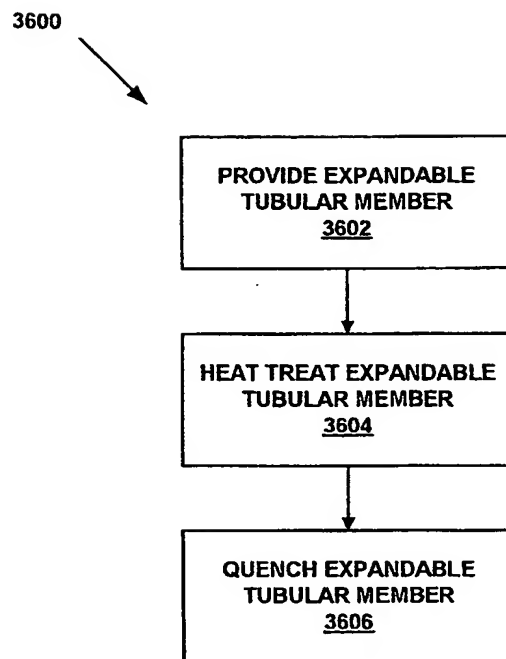 3600
PROVIDE EXPANDABLE
TUBULAR MEMBER
3602
HEAT TREAT EXPANDABLE
TUBULAR MEMBER
3604
QUENCH EXPANDABLE
TUBULAR MEMBER
3606